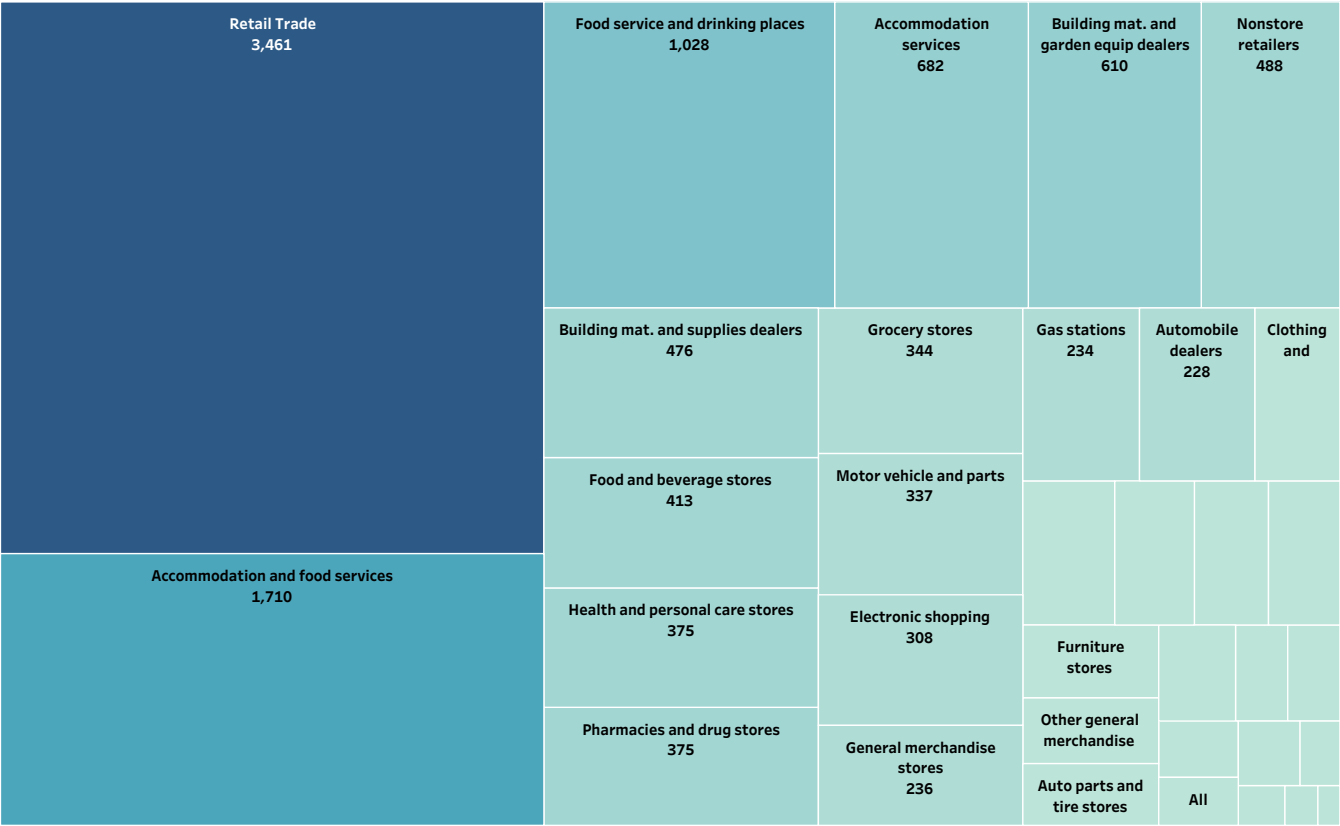 Retail Trade
3,461
Accommodation and food services
1,710
Food service and drinking places
1,028
Accommodation
services
682
Building mat. and
garden equip dealers
610
Nonstore
retailers
488
Building mat. and supplies dealers
476
Food and beverage stores
413
Health and personal care stores
375
Pharmacies and drug stores
375
Grocery stores
344
Motor vehicle and parts
337
Electronic shopping
308
General merchandise
stores
236
Gas stations
234
Automobile
dealers
228
Clothing
and
Furniture
stores
Other general
merchandise
Auto parts and
tire stores
All